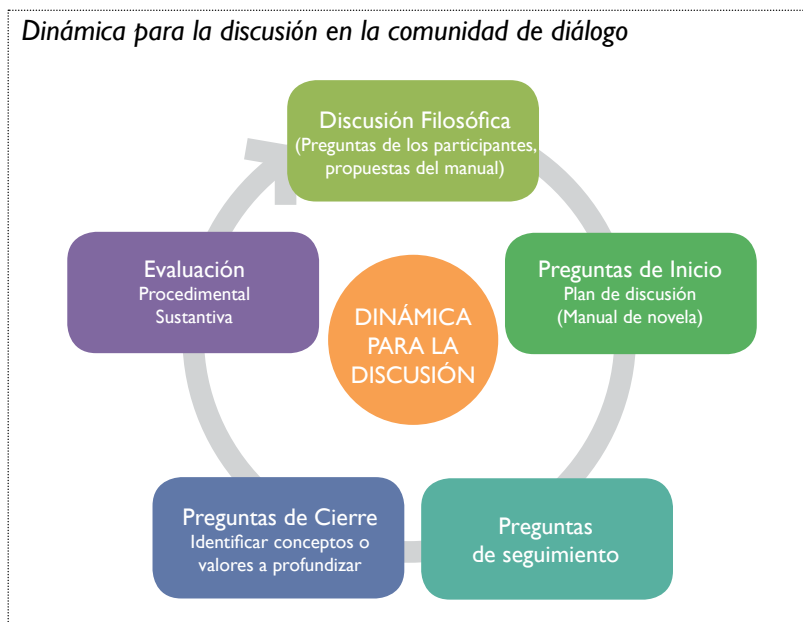 Dinámica para la discusión en la comunidad de diálogo
Discusión Filosófica
(Preguntas de los participantes,
propuestas del manual)
Evaluación
Procedimental
Sustantiva
DINÁMICA
PARA LA
DISCUSIÓN
Preguntas de Inicio
Plan de discusión
(Manual de novela)
Preguntas de Cierre
Identificar conceptos o
valores a profundizar
Preguntas
de seguimiento